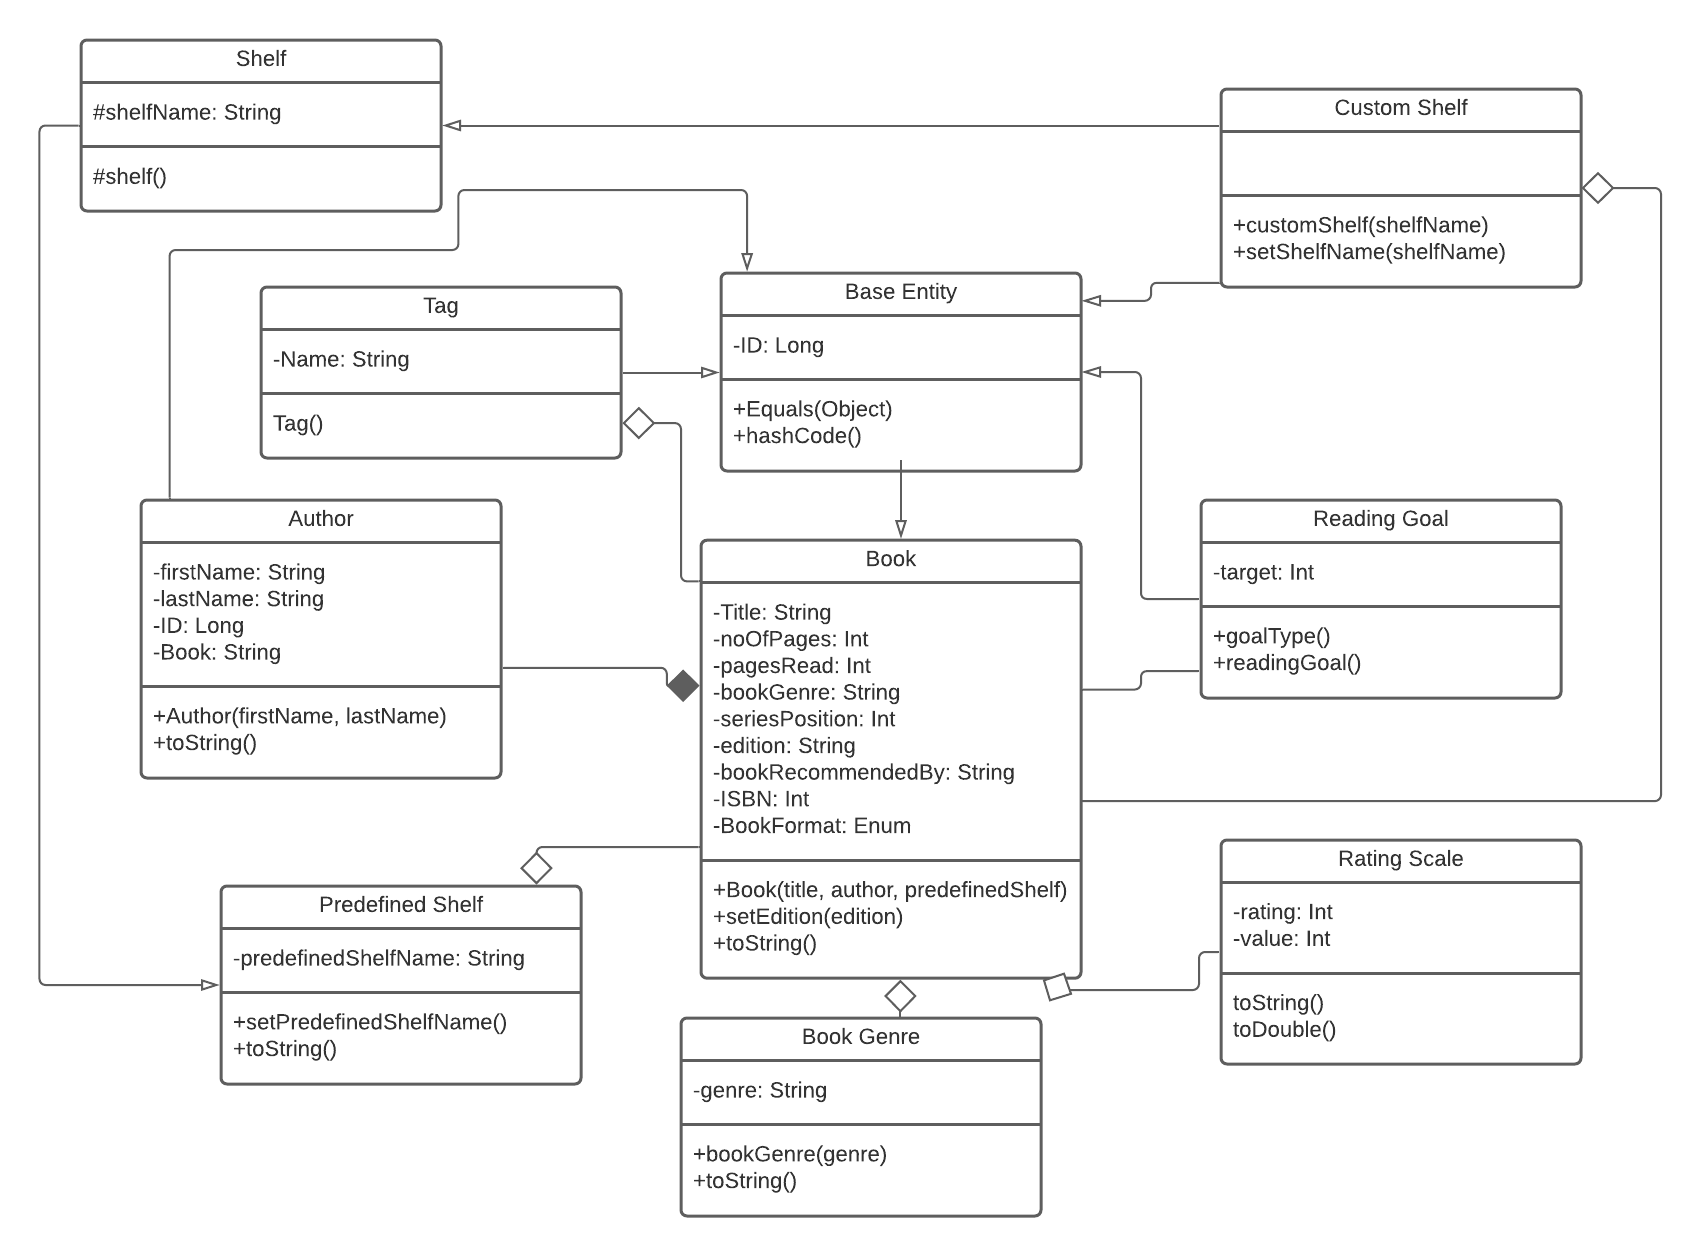 Shelf
#shelfName: String
#shelf()
Custom Shelf
+customShelf(shelfName)
+setShelfName(shelfName)
Tag
-Name: String
Tag()
Base Entity
-ID: Long
+Equals(Object)
+hashCode()
Author
-firstName: String
-lastName: String
-ID: Long
-Book: String
+Author(firstName, lastName)
+toString()
Book
-Title: String
-noOfPages: Int
-pagesRead: Int
-bookGenre: String
-seriesPosition: Int
-edition: String
-bookRecommendedBy: String
-ISBN: Int
-BookFormat: Enum
+Book(title, author, predefinedShelf)
+setEdition(edition)
+toString()
Reading Goal
-target: Int
+goalType()
+readingGoal()
Predefined Shelf
-predefinedShelfName: String
+setPredefinedShelfName()
+toString()
Rating Scale
-rating: Int
-value: Int
toString()
toDouble()
Book Genre
-genre: String
+bookGenre(genre)
+toString()